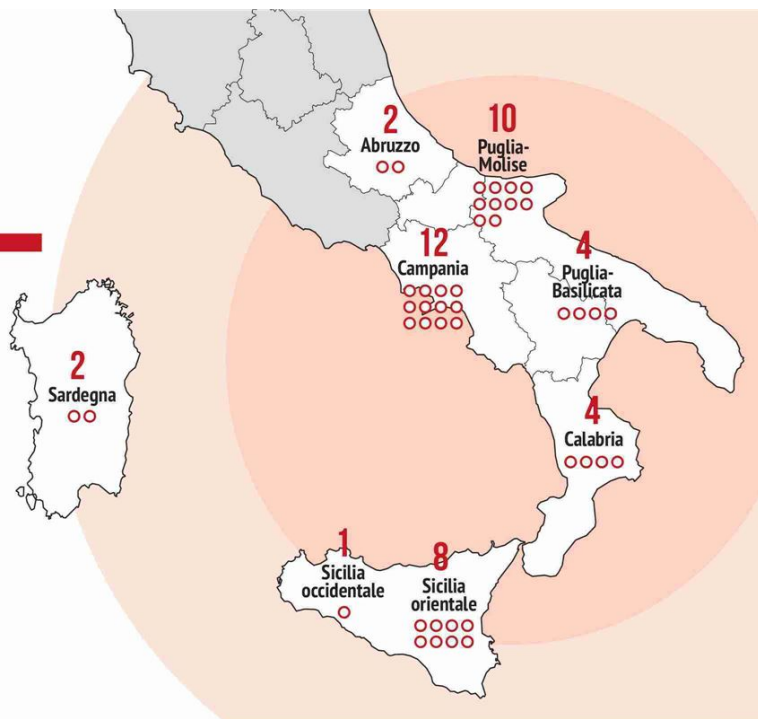 2
Abruzzo
10
Puglia-
Molise
12
Campania
4
Puglia-
Basilicata
2
Sardegna
4
Calabria
1
Sicilia
occidentale
8
Sicilia
orientale